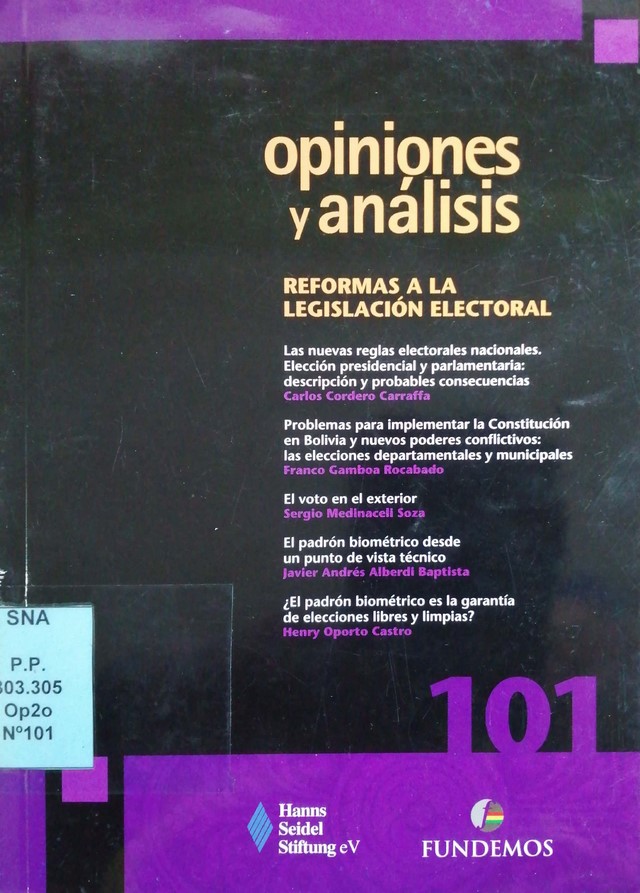 opiniones
y análisis
REFORMAS A LA
LEGISLACIÓN ELECTORAL
Las nuevas reglas electorales nacionales.
Elección presidencial y parlamentaria:
descripción y probables consecuencias
Carlos Cordero Carraffa
Problemas para implementar la Constitución
en Bolivia y nuevos poderes conflictivos:
las elecciones departamentales y municipales
Franco Gamboa Rocabado
El voto en el exterior
Sergio Medinaceli Soza
El padrón biométrico desde
un punto de vista técnico
Javier Andrés Alberdi Baptista
¿El padrón biométrico es la garantía
de elecciones libres y limpias?
Henry Oporto Castro
SNA
P.P.
303.305
Op2o
Nº101
101
Hanns
Seidel
Stiftung eV
FUNDEMOS